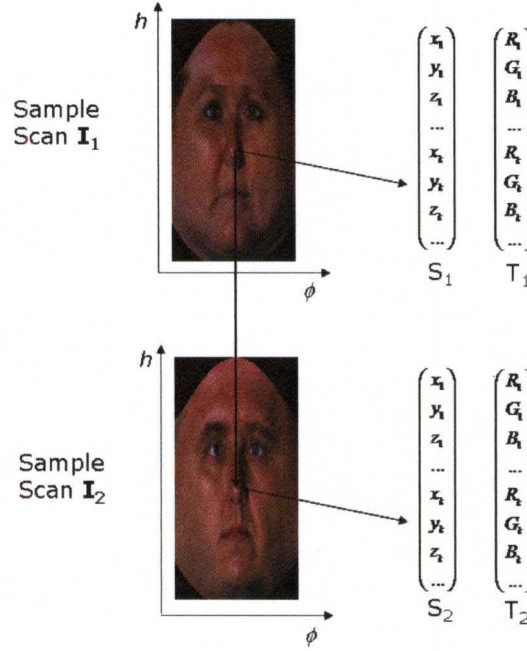 h
Sample
Scan I₁
ϕ
x₁
y₁
z₁
...
xₖ
yₖ
zₖ
...
S₁
R₁
G₁
B₁
...
Rₖ
Gₖ
Bₖ
...
T₁
h
Sample
Scan I₂
ϕ
x₁
y₁
z₁
...
xₖ
yₖ
zₖ
...
S₂
R₁
G₁
B₁
...
Rₖ
Gₖ
Bₖ
...
T₂